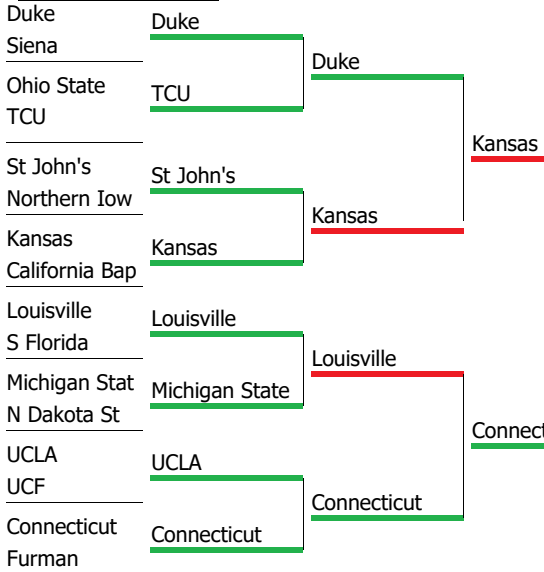 Duke
Siena
Ohio State
TCU
St John's
Northern Iow
Kansas
California Bap
Louisville
S Florida
Michigan Stat
N Dakota St
UCLA
UCF
Connecticut
Furman
Duke
TCU
St John's
Kansas
Louisville
Michigan State
UCLA
Connecticut
Duke
Kansas
Louisville
Connecticut
Kansas
Connect